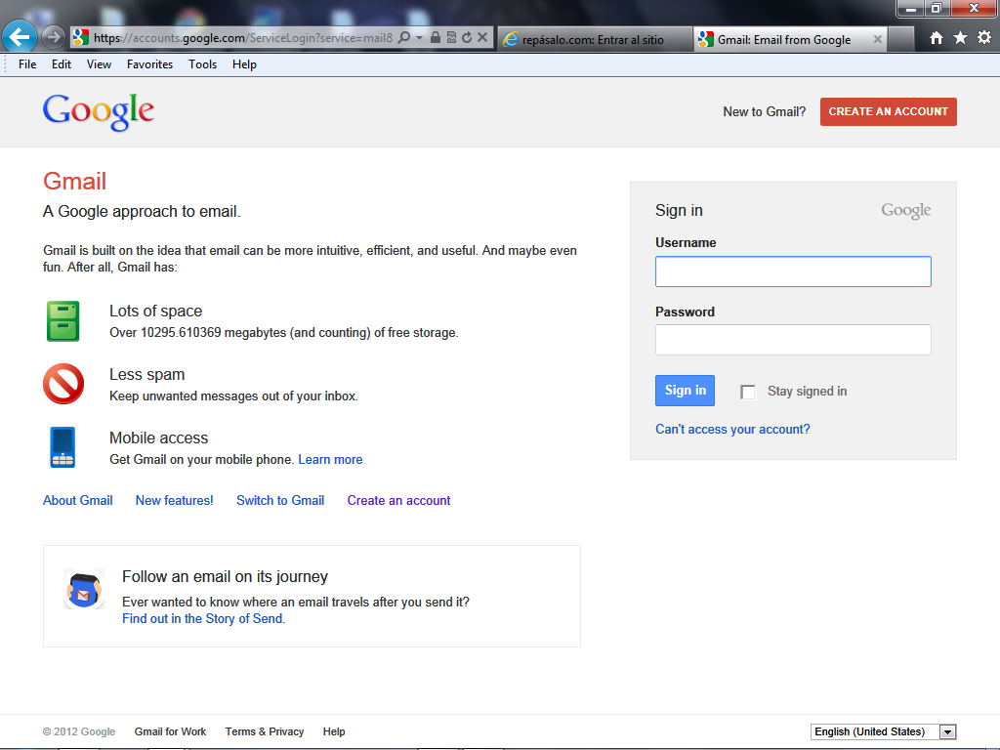 https://accounts.google.com/ServiceLogin?service=mail&
repásalo.com: Entrar al sitio
Gmail: Email from Google
File Edit View Favorites Tools Help
Google
New to Gmail? CREATE AN ACCOUNT
Gmail
A Google approach to email.
Gmail is built on the idea that email can be more intuitive, efficient, and useful. And maybe even
fun. After all, Gmail has:
Lots of space
Over 10295.610369 megabytes (and counting) of free storage.
Less spam
Keep unwanted messages out of your inbox.
Mobile access
Get Gmail on your mobile phone. Learn more
About Gmail New features! Switch to Gmail Create an account
Follow an email on its journey
Ever wanted to know where an email travels after you send it?
Find out in the Story of Send.
Sign in Google
Username
Password
Sign in Stay signed in
Can't access your account?
© 2012 Google Gmail for Work Terms & Privacy Help English (United States)